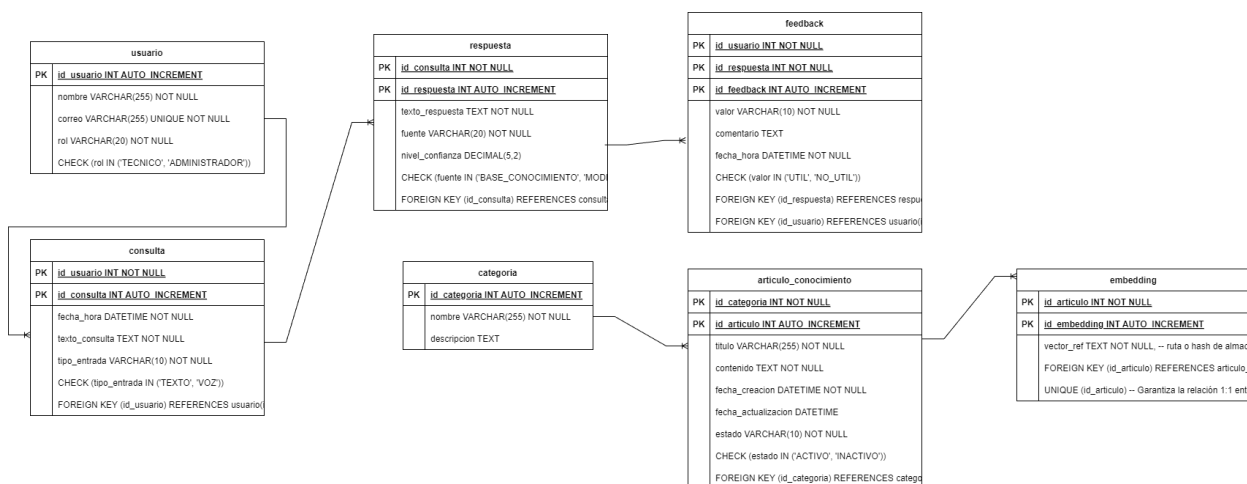 usuario
PK id_usuario INT AUTO_INCREMENT
nombre VARCHAR(255) NOT NULL
correo VARCHAR(255) UNIQUE NOT NULL
rol VARCHAR(20) NOT NULL
CHECK (rol IN ('TECNICO', 'ADMINISTRADOR'))
consulta
PK id_usuario INT NOT NULL
PK id_consulta INT AUTO_INCREMENT
fecha_hora DATETIME NOT NULL
texto_consulta TEXT NOT NULL
tipo_entrada VARCHAR(10) NOT NULL
CHECK (tipo_entrada IN ('TEXTO', 'VOZ'))
FOREIGN KEY (id_usuario) REFERENCES usuario(i
respuesta
PK id_consulta INT NOT NULL
PK id_respuesta INT AUTO_INCREMENT
texto_respuesta TEXT NOT NULL
fuente VARCHAR(20) NOT NULL
nivel_confianza DECIMAL(5,2)
CHECK (fuente IN ('BASE_CONOCIMIENTO', 'MODE
FOREIGN KEY (id_consulta) REFERENCES consulta
categoria
PK id_categoria INT AUTO_INCREMENT
nombre VARCHAR(255) NOT NULL
descripcion TEXT
feedback
PK id_usuario INT NOT NULL
PK id_respuesta INT NOT NULL
PK id_feedback INT AUTO_INCREMENT
valor VARCHAR(10) NOT NULL
comentario TEXT
fecha_hora DATETIME NOT NULL
CHECK (valor IN ('UTIL', 'NO_UTIL'))
FOREIGN KEY (id_respuesta) REFERENCES respu
FOREIGN KEY (id_usuario) REFERENCES usuario(i
articulo_conocimiento
PK id_categoria INT NOT NULL
PK id_articulo INT AUTO_INCREMENT
titulo VARCHAR(255) NOT NULL
contenido TEXT NOT NULL
fecha_creacion DATETIME NOT NULL
fecha_actualizacion DATETIME
estado VARCHAR(10) NOT NULL
CHECK (estado IN ('ACTIVO', 'INACTIVO'))
FOREIGN KEY (id_categoria) REFERENCES catego
embedding
PK id_articulo INT NOT NULL
PK id_embedding INT AUTO_INCREMENT
vector_ref TEXT NOT NULL, -- ruta o hash de almac
FOREIGN KEY (id_articulo) REFERENCES articulo_
UNIQUE (id_articulo) -- Garantiza la relación 1:1 ent